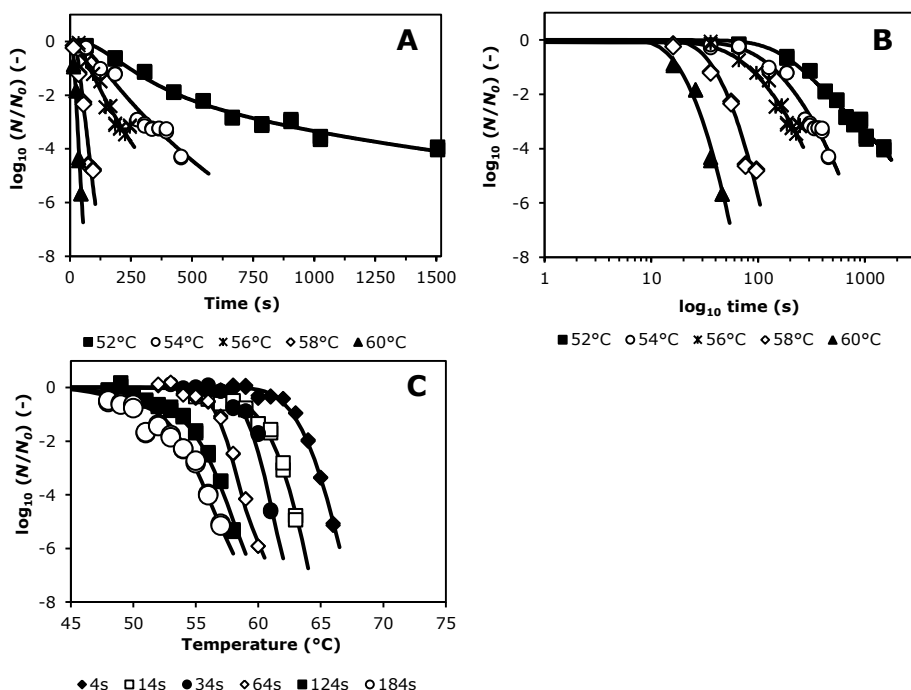 A
log₁₀ (N/N₀) (-)
0
-2
-4
-6
-8
0 250 500 750 1000 1250 1500
Time (s)
■ 52°C ○ 54°C ж 56°C ◇ 58°C ▲ 60°C
B
log₁₀ (N/N₀) (-)
0
-2
-4
-6
-8
1 10 100 1000
log₁₀ time (s)
■ 52°C ○ 54°C ж 56°C ◇ 58°C ▲ 60°C
C
log₁₀ (N/N₀) (-)
0
-2
-4
-6
-8
45 50 55 60 65 70 75
Temperature (°C)
◆ 4s □ 14s ● 34s ◇ 64s ■ 124s ○ 184s